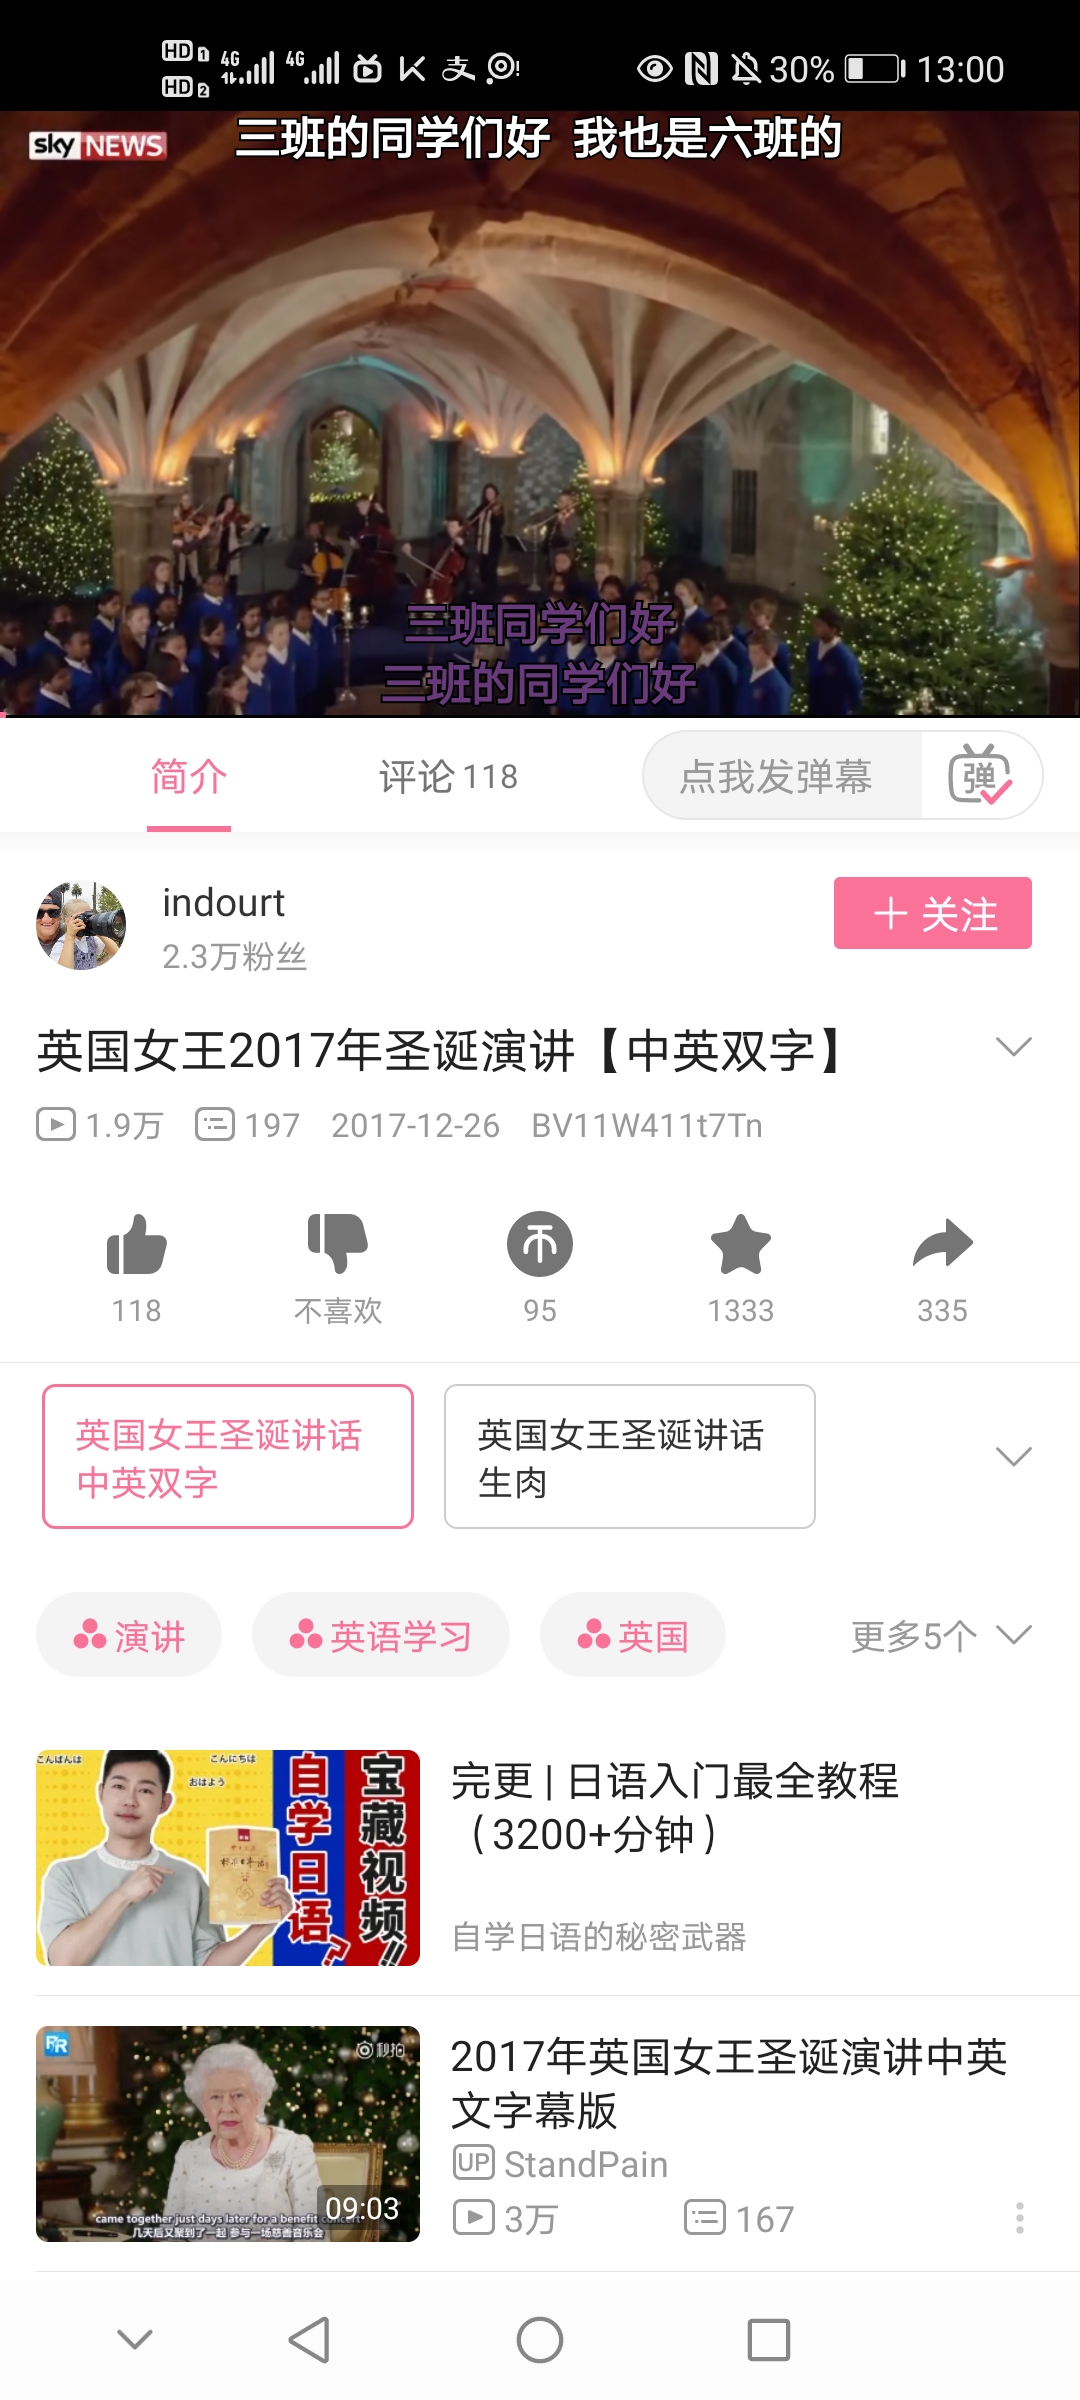 HD 1 4G 4G 30% 13:00
HD 2
sky NEWS
三班的同学们好 我也是六班的
三班同学们好
三班的同学们好
简介 评论 118 点我发弹幕 弹
indourt
2.3万粉丝
+ 关注
英国女王2017年圣诞演讲【中英双字】
1.9万 197 2017-12-26 BV11W411t7Tn
118 不喜欢 95 1333 335
英国女王圣诞讲话
中英双字
英国女王圣诞讲话
生肉
演讲 英语学习 英国 更多5个
こんばんは こんにちは
おはよう
自学日语?
宝藏视频!!
完更 | 日语入门最全教程
（3200+分钟）
自学日语的秘密武器
RR
秒拍
came together just days later for a benefit concert
几天后又聚到了一起 参与一场慈善音乐会
09:03
2017年英国女王圣诞演讲中英
文字幕版
UP StandPain
3万 167